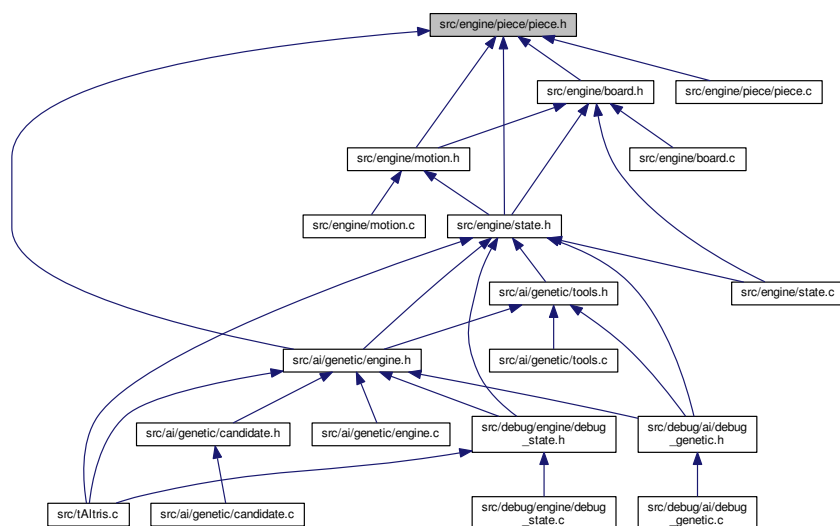 src/engine/piece/piece.h
src/engine/board.h
src/engine/piece/piece.c
src/engine/motion.h
src/engine/board.c
src/engine/motion.c
src/engine/state.h
src/ai/genetic/tools.h
src/engine/state.c
src/ai/genetic/engine.h
src/ai/genetic/tools.c
src/ai/genetic/candidate.h
src/ai/genetic/engine.c
src/debug/engine/debug
_state.h
src/debug/ai/debug
_genetic.h
src/tAltris.c
src/ai/genetic/candidate.c
src/debug/engine/debug
_state.c
src/debug/ai/debug
_genetic.c